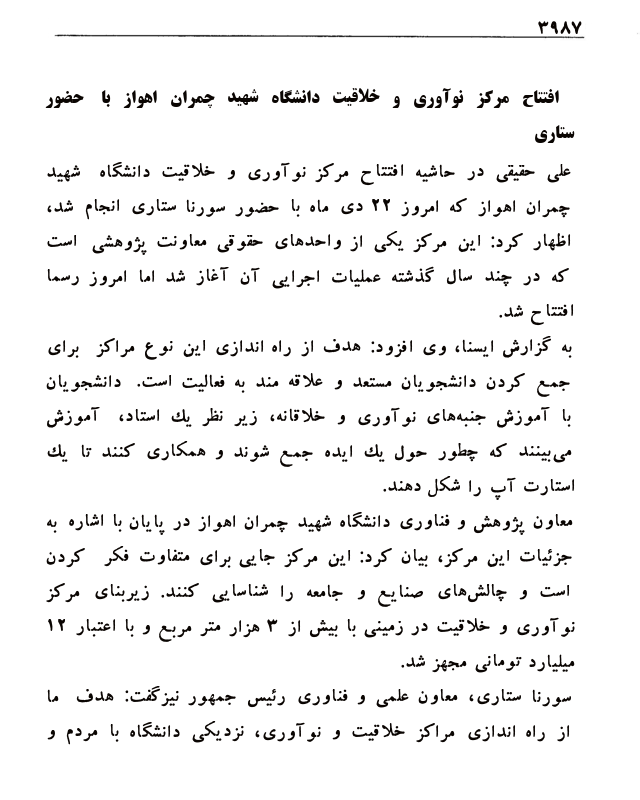 ۳۹۸۷
افتتاح مرکز نوآوری و خلاقیت دانشگاه شهید چمران اهواز با حضور
ستاری
علی حقیقی در حاشیه افتتاح مرکز نوآوری و خلاقیت دانشگاه شهید
چمران اهواز که امروز ۲۲ دی ماه با حضور سورنا ستاری انجام شد،
اظهار کرد: این مرکز یکی از واحدهای حقوقی معاونت پژوهشی است
که در چند سال گذشته عملیات اجرایی آن آغاز شد اما امروز رسما
افتتاح شد.
به گزارش ایسنا، وی افزود: هدف از راه اندازی این نوع مراکز برای
جمع کردن دانشجویان مستعد و علاقه مند به فعالیت است. دانشجویان
با آموزش جنبه‌های نوآوری و خلاقانه، زیر نظر یك استاد، آموزش
می‌بینند که چطور حول یك ایده جمع شوند و همکاری کنند تا یك
استارت آپ را شکل دهند.
معاون پژوهش و فناوری دانشگاه شهید چمران اهواز در پایان با اشاره به
جزئیات این مرکز، بیان کرد: این مرکز جایی برای متفاوت فکر کردن
است و چالش‌های صنایع و جامعه را شناسایی کنند. زیربنای مرکز
نوآوری و خلاقیت در زمینی با بیش از ۳ هزار متر مربع و با اعتبار ۱۲
میلیارد تومانی مجهز شد.
سورنا ستاری، معاون علمی و فناوری رئیس جمهور نیزگفت: هدف ما
از راه اندازی مراکز خلاقیت و نوآوری، نزدیکی دانشگاه با مردم و